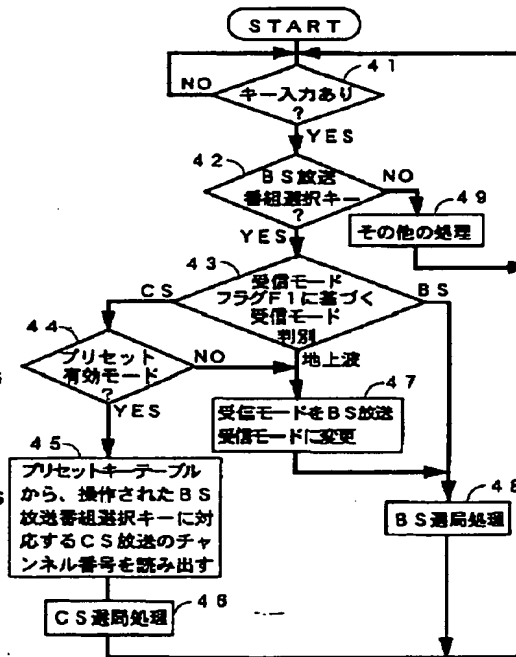 START
41
キー入力あり
?
NO
YES
42
BS放送
番組選択キー
?
NO
49
その他の処理
YES
43
受信モード
フラグF1に基づく
受信モード
判別
CS
BS
地上波
44
プリセット
有効モード
?
NO
YES
47
受信モードをBS放送
受信モードに変更
45
プリセットキーテーブル
から、操作されたBS
放送番組選択キーに対
応するCS放送のチャ
ンネル番号を読み出す
48
BS選局処理
46
CS選局処理